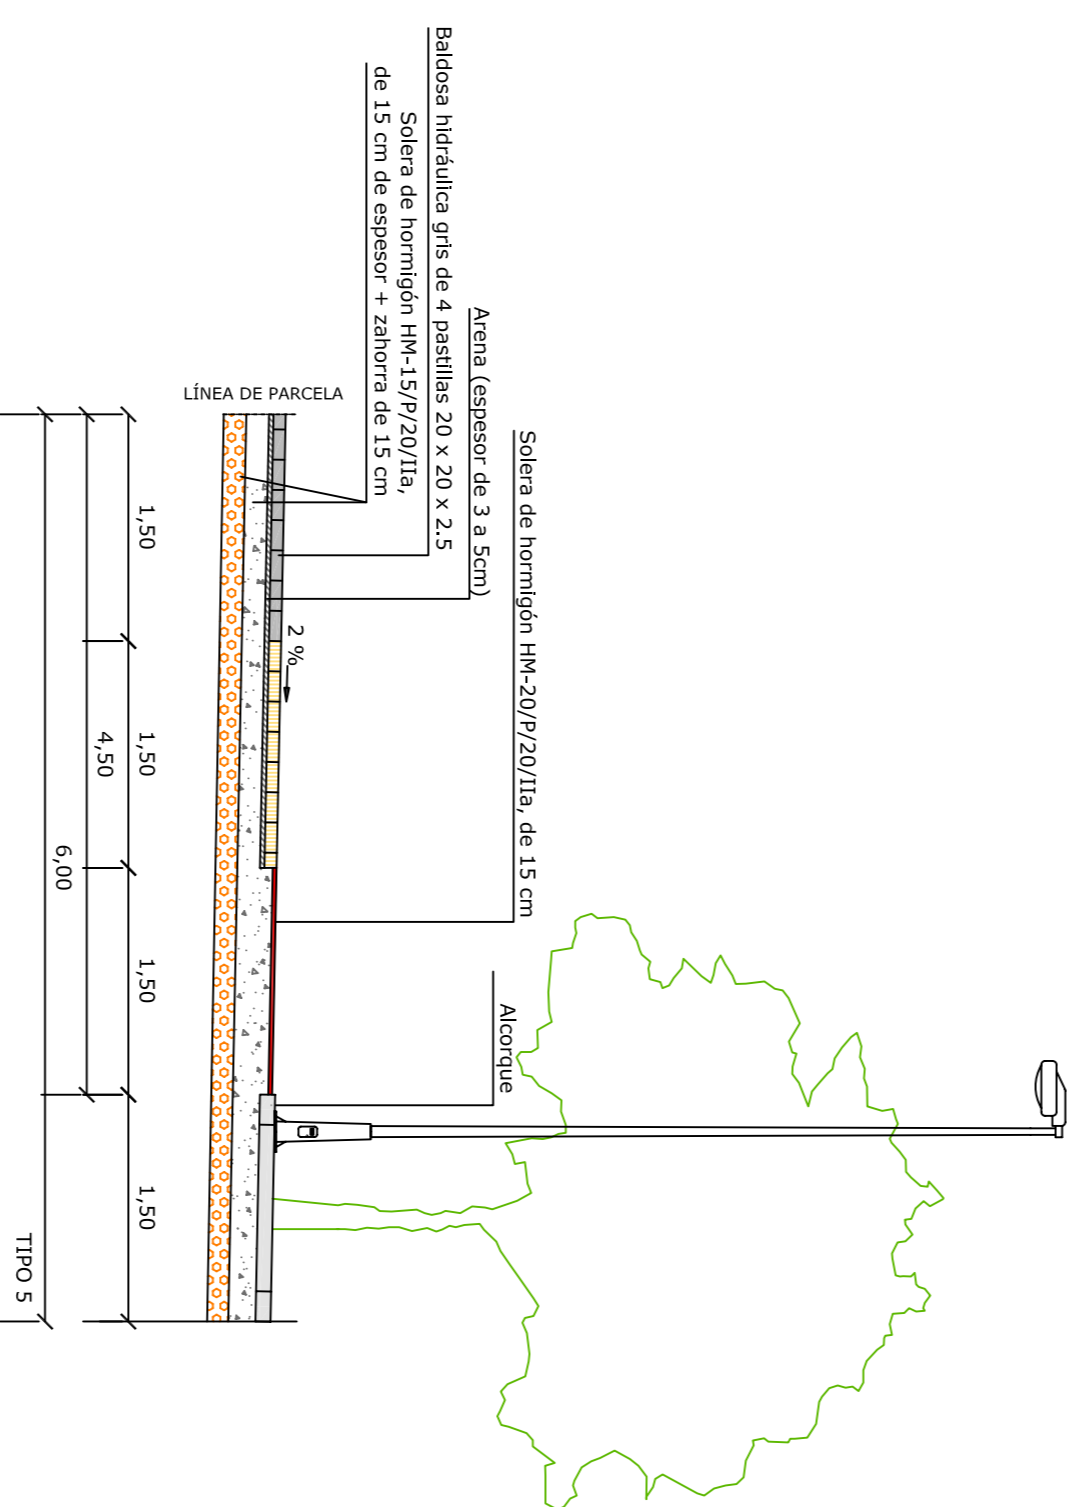 Solera de hormigón HM-20/P/20/IIa, de 15 cm
Alcorque
Arena (espesor de 3 a 5cm)
Baldosa hidráulica gris de 4 pastillas 20 x 20 x 2.5
Solera de hormigón HM-15/P/20/IIa,
de 15 cm de espesor + zahorra de 15 cm
2 %
LÍNEA DE PARCELA
1,50
1,50
1,50
1,50
4,50
6,00
TIPO 5